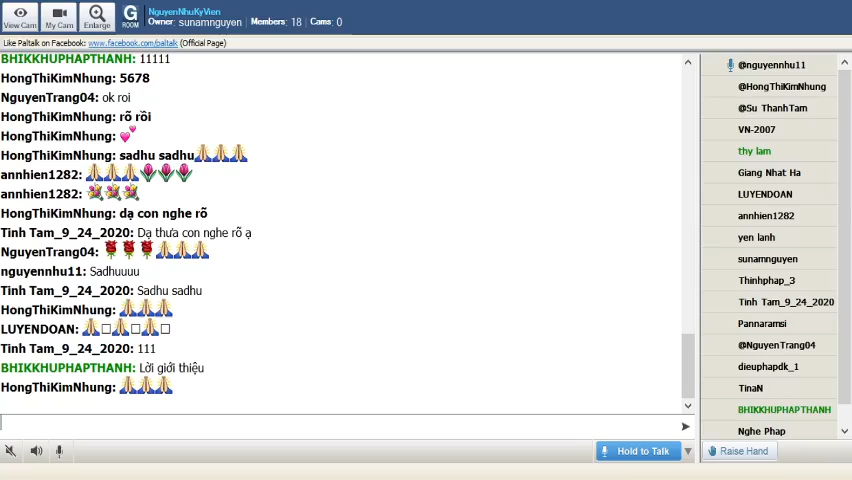 View Cam
My Cam
Enlarge
G
ROOM
NguyenNhuKyVien
Owner: sunamnguyen Members: 18 Cams: 0
Like Paltalk on Facebook: www.facebook.com/paltalk (Official Page)
BHIKKHUPHAPTHANH: 11111
HongThiKimNhung: 5678
NguyenTrang04: ok roi
HongThiKimNhung: rõ rồi
HongThiKimNhung: 💕
HongThiKimNhung: sadhu sadhu🙏🙏🙏
annhien1282: 🙏🙏🙏🌷🌷🌷
annhien1282: 💐💐💐
HongThiKimNhung: dạ con nghe rõ
Tinh Tam_9_24_2020: Dạ thưa con nghe rõ ạ
NguyenTrang04: 🌹🌹🌹🙏🙏🙏
nguyennhu11: Sadhuuuu
Tinh Tam_9_24_2020: Sadhu sadhu
HongThiKimNhung: 🙏🙏🙏
LUYENDOAN: 🙏□🙏□🙏□
Tinh Tam_9_24_2020: 111
BHIKKHUPHAPTHANH: Lời giới thiệu
HongThiKimNhung: 🙏🙏🙏
Hold to Talk
@nguyennhu11
@HongThiKimNhung
@Su ThanhTam
VN-2007
thy lam
Giang Nhat Ha
LUYENDOAN
annhien1282
yen lanh
sunamnguyen
Thinhphap_3
Tinh Tam_9_24_2020
Pannaramsi
@NguyenTrang04
dieuphapdk_1
TinaN
BHIKKHUPHAPTHANH
Nghe Phap
Raise Hand